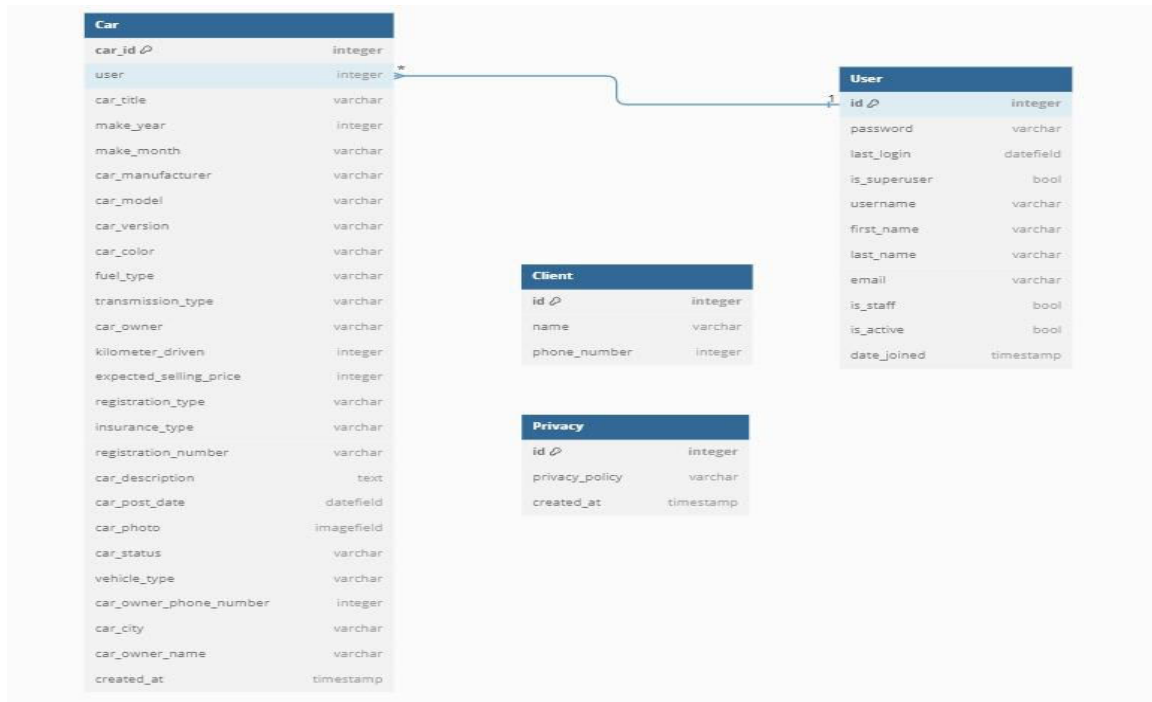 Car
car_id integer
user integer
car_title varchar
make_year integer
make_month varchar
car_manufacturer varchar
car_model varchar
car_version varchar
car_color varchar
fuel_type varchar
transmission_type varchar
car_owner varchar
kilometer_driven integer
expected_selling_price integer
registration_type varchar
insurance_type varchar
registration_number varchar
car_description text
car_post_date datefield
car_photo imagefield
car_status varchar
vehicle_type varchar
car_owner_phone_number integer
car_city varchar
car_owner_name varchar
created_at timestamp
*
1
User
id integer
password varchar
last_login datefield
is_superuser bool
username varchar
first_name varchar
last_name varchar
email varchar
is_staff bool
is_active bool
date_joined timestamp
Client
id integer
name varchar
phone_number integer
Privacy
id integer
privacy_policy varchar
created_at timestamp